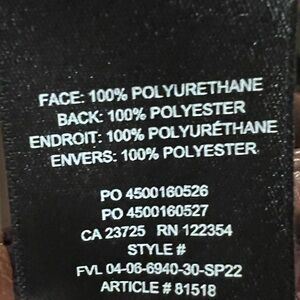 FACE: 100% POLYURETHANE
BACK: 100% POLYESTER
ENDROIT: 100% POLYURÉTHANE
ENVERS: 100% POLYESTER
PO 4500160526
PO 4500160527
CA 23725 RN 122354
STYLE #
FVL 04-06-6940-30-SP22
ARTICLE # 81518